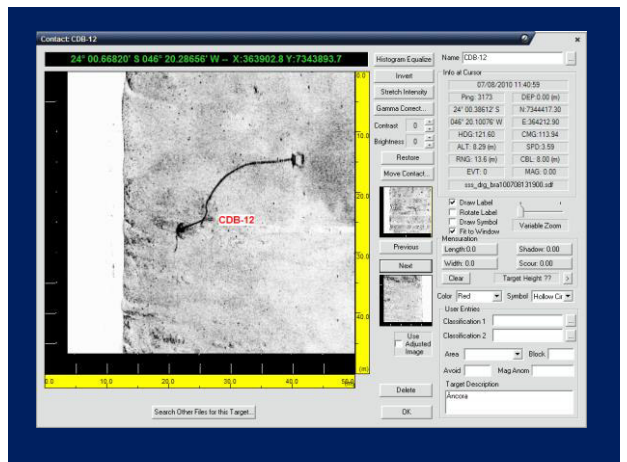 Contact: CDB-12
24° 00.66820' S 046° 20.28656' W -- X:363902.8 Y:7343893.7
CDB-12
0.0
10.0
20.0
30.0
40.0
(m)
0.0 10.0 20.0 30.0 40.0 50.0
Search Other Files for this Target...
Histogram Equalize
Invert
Stretch Intensity
Gamma Correct...
Contrast 0
Brightness 0
Restore
Move Contact...
Previous
Next
Use
Adjusted
Image
Delete
OK
Name CDB-12 ...
Info at Cursor
07/08/2010 11:40:59
Ping: 3173 DEP:0.00 (m)
24° 00.38612' S N:7344417.30
046° 20.10076' W E:364212.90
HDG:121.60 CMG:113.94
ALT: 8.29 (m) SPD:3.59
RNG: 13.6 (m) CBL: 8.00 (m)
EVT: 0 MAG: 0.00
sss_drg_bra100708131900.xtf
Draw Label
Rotate Label
Draw Symbol
Fit to Window
Variable Zoom
Mensuration
Length:0.0 Shadow: 0.00
Width: 0.0 Scour: 0.00
Clear Target Height ?? >
Color Red Symbol Hollow Cir
User Entries
Classification 1 ...
Classification 2 ...
Area Block
Avoid Mag Anom
Target Description
Âncora